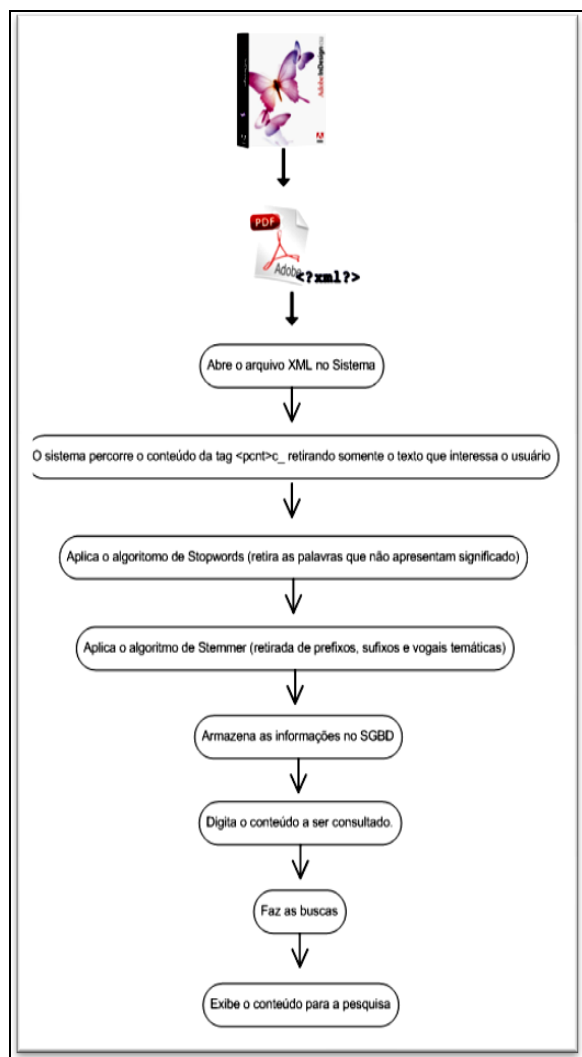 Adobe InDesign
PDF
Adobe
<?xml?>
Abre o arquivo XML no Sistema
O sistema percorre o conteúdo da tag <pcnt>c_ retirando somente o texto que interessa o usuário
Aplica o algoritomo de Stopwords (retira as palavras que não apresentam significado)
Aplica o algoritmo de Stemmer (retirada de prefixos, sufixos e vogais temáticas)
Armazena as informações no SGBD
Digita o conteúdo a ser consultado.
Faz as buscas
Exibe o conteúdo para a pesquisa